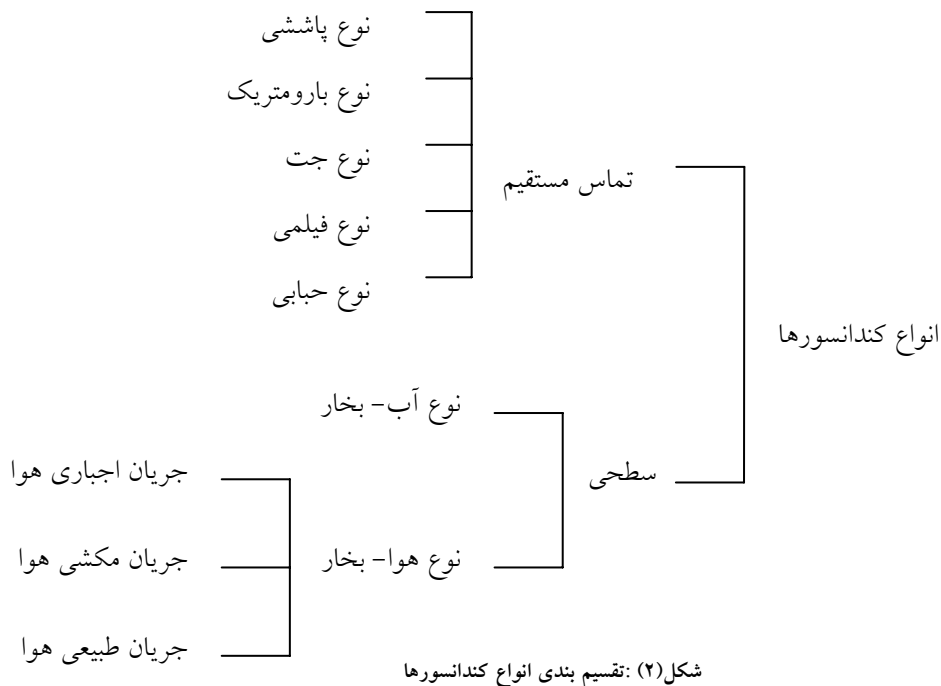 انواع کندانسورها
تماس مستقیم
نوع پاششی
نوع بارومتریک
نوع جت
نوع فیلمی
نوع حبابی
سطحی
نوع آب- بخار
نوع هوا- بخار
جریان اجباری هوا
جریان مکشی هوا
جریان طبیعی هوا
شکل(۲) :تقسیم بندی انواع کندانسورها